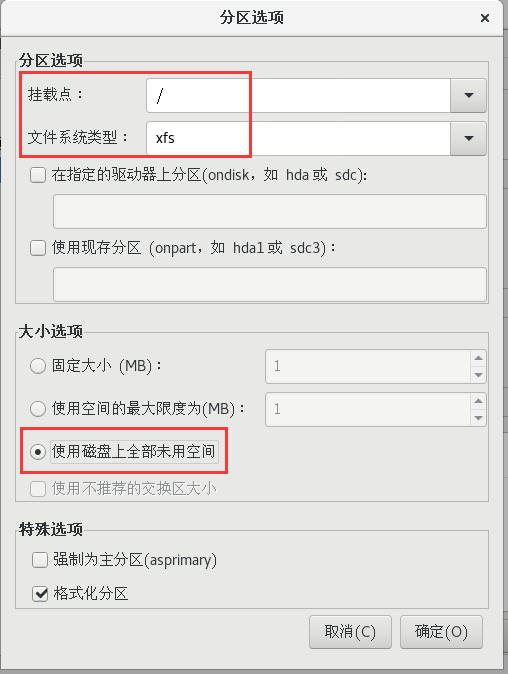 分区选项
分区选项
挂载点： /
文件系统类型： xfs
在指定的驱动器上分区(ondisk，如 hda 或 sdc):
使用现存分区 (onpart，如 hda1 或 sdc3)：
大小选项
固定大小 (MB)： 1
使用空间的最大限度为(MB)： 1
使用磁盘上全部未用空间
使用不推荐的交换区大小
特殊选项
强制为主分区(asprimary)
格式化分区
取消(C) 确定(O)